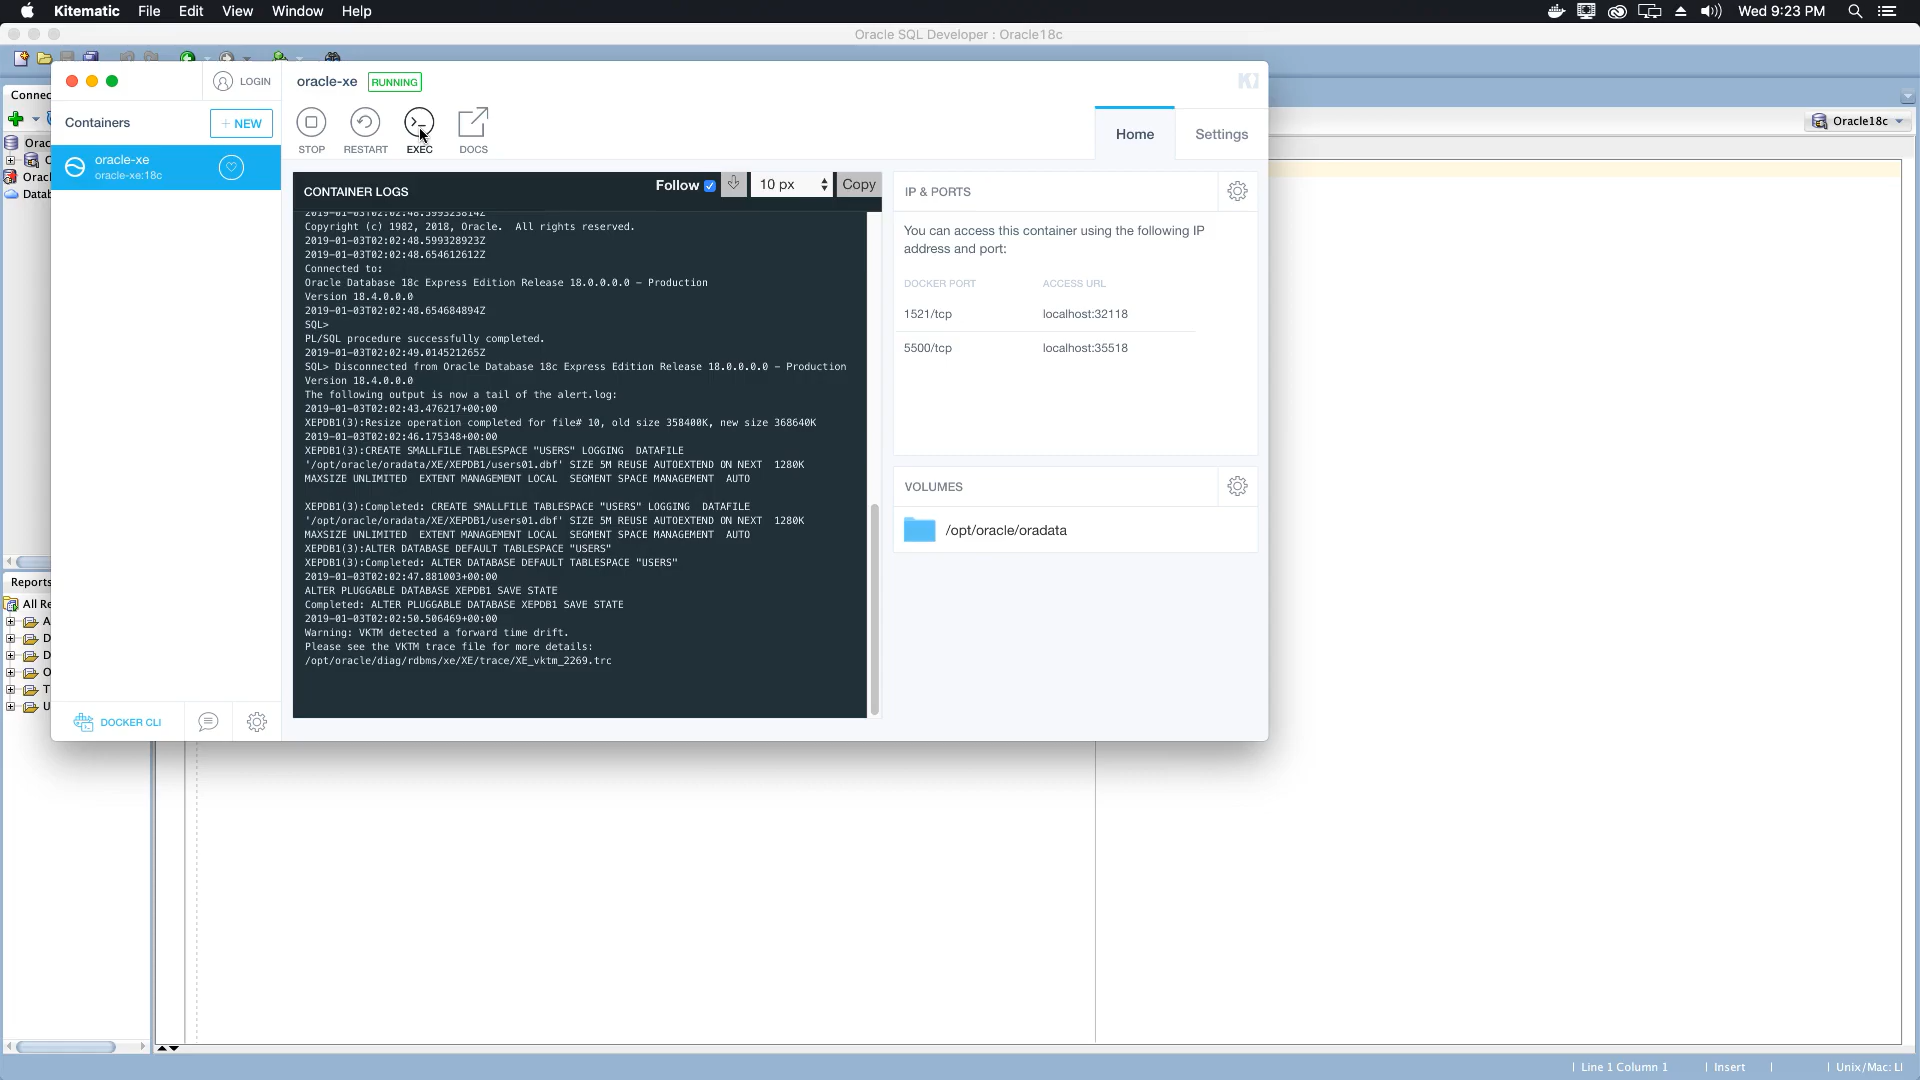 Kitematic File Edit View Window Help
Wed 9:23 PM
Oracle SQL Developer : Oracle18c
Connec
Orac
Orac
Datab
Reports
All Re
A
D
D
O
T
U
LOGIN
Containers
+ NEW
oracle-xe
oracle-xe:18c
DOCKER CLI
oracle-xe RUNNING
STOP RESTART EXEC DOCS
Home Settings
CONTAINER LOGS
Follow 10 px Copy
2019-01-03T02:02:48.599323814Z
Copyright (c) 1982, 2018, Oracle.  All rights reserved.
2019-01-03T02:02:48.599328923Z
2019-01-03T02:02:48.654612612Z
Connected to:
Oracle Database 18c Express Edition Release 18.0.0.0.0 - Production
Version 18.4.0.0.0
2019-01-03T02:02:48.654684894Z
SQL>
PL/SQL procedure successfully completed.
2019-01-03T02:02:49.014521265Z
SQL> Disconnected from Oracle Database 18c Express Edition Release 18.0.0.0.0 - Production
Version 18.4.0.0.0
The following output is now a tail of the alert.log:
2019-01-03T02:02:43.476217+00:00
XEPDB1(3):Resize operation completed for file# 10, old size 358400K, new size 368640K
2019-01-03T02:02:46.175348+00:00
XEPDB1(3):CREATE SMALLFILE TABLESPACE "USERS" LOGGING  DATAFILE
'/opt/oracle/oradata/XE/XEPDB1/users01.dbf' SIZE 5M REUSE AUTOEXTEND ON NEXT  1280K
MAXSIZE UNLIMITED  EXTENT MANAGEMENT LOCAL  SEGMENT SPACE MANAGEMENT  AUTO
XEPDB1(3):Completed: CREATE SMALLFILE TABLESPACE "USERS" LOGGING  DATAFILE
'/opt/oracle/oradata/XE/XEPDB1/users01.dbf' SIZE 5M REUSE AUTOEXTEND ON NEXT  1280K
MAXSIZE UNLIMITED  EXTENT MANAGEMENT LOCAL  SEGMENT SPACE MANAGEMENT  AUTO
XEPDB1(3):ALTER DATABASE DEFAULT TABLESPACE "USERS"
XEPDB1(3):Completed: ALTER DATABASE DEFAULT TABLESPACE "USERS"
2019-01-03T02:02:47.881003+00:00
ALTER PLUGGABLE DATABASE XEPDB1 SAVE STATE
Completed: ALTER PLUGGABLE DATABASE XEPDB1 SAVE STATE
2019-01-03T02:02:50.506469+00:00
Warning: VKTM detected a forward time drift.
Please see the VKTM trace file for more details:
/opt/oracle/diag/rdbms/xe/XE/trace/XE_vktm_2269.trc
IP & PORTS
You can access this container using the following IP
address and port:
DOCKER PORT ACCESS URL
1521/tcp localhost:32118
5500/tcp localhost:35518
VOLUMES
/opt/oracle/oradata
Oracle18c
Line 1 Column 1 Insert Unix/Mac: LI